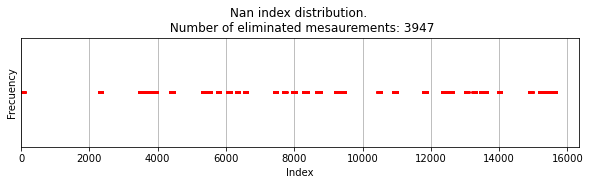 Nan index distribution.
Number of eliminated mesaurements: 3947
Frecuency
0 2000 4000 6000 8000 10000 12000 14000 16000
Index